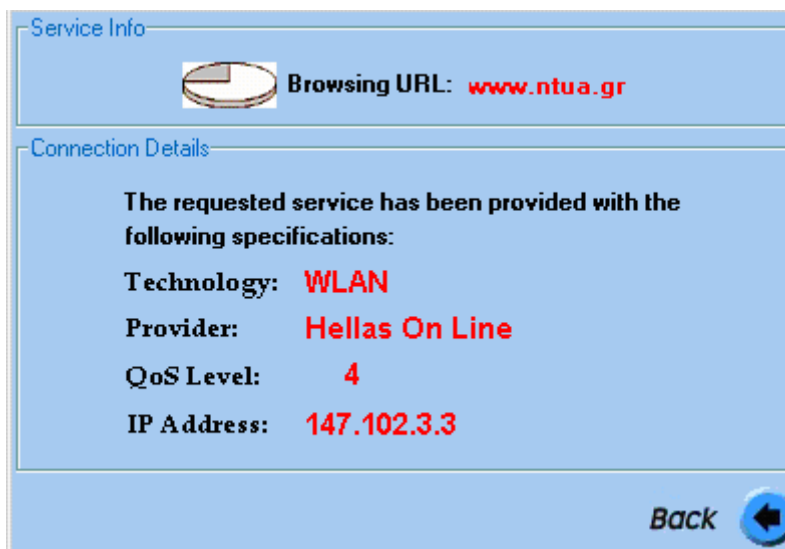 Service Info
Browsing URL: www.ntua.gr
Connection Details
The requested service has been provided with the
following specifications:
Technology: WLAN
Provider: Hellas On Line
QoS Level: 4
IP Address: 147.102.3.3
Back